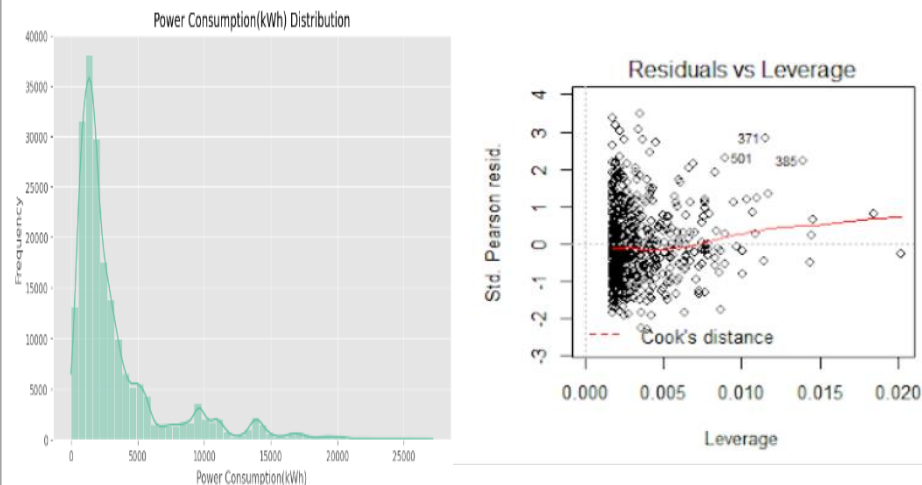 Power Consumption(kWh) Distribution
40000
35000
30000
25000
20000
15000
10000
5000
0
Frequency
0 5000 10000 15000 20000 25000
Power Consumption(kWh)
Residuals vs Leverage
4
3
2
1
0
-1
-2
-3
Std. Pearson resid.
371
501
385
Cook's distance
0.000 0.005 0.010 0.015 0.020
Leverage